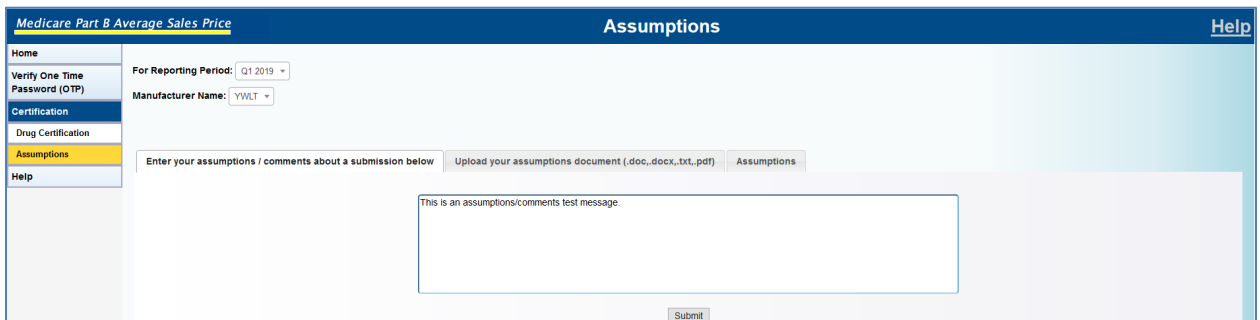 Medicare Part B Average Sales Price
Assumptions
Help
Home
Verify One Time
Password (OTP)
Certification
Drug Certification
Assumptions
Help
For Reporting Period: Q1 2019
Manufacturer Name: YWLT
Enter your assumptions / comments about a submission below
Upload your assumptions document (.doc,.docx,.txt,.pdf)
Assumptions
This is an assumptions/comments test message.
Submit